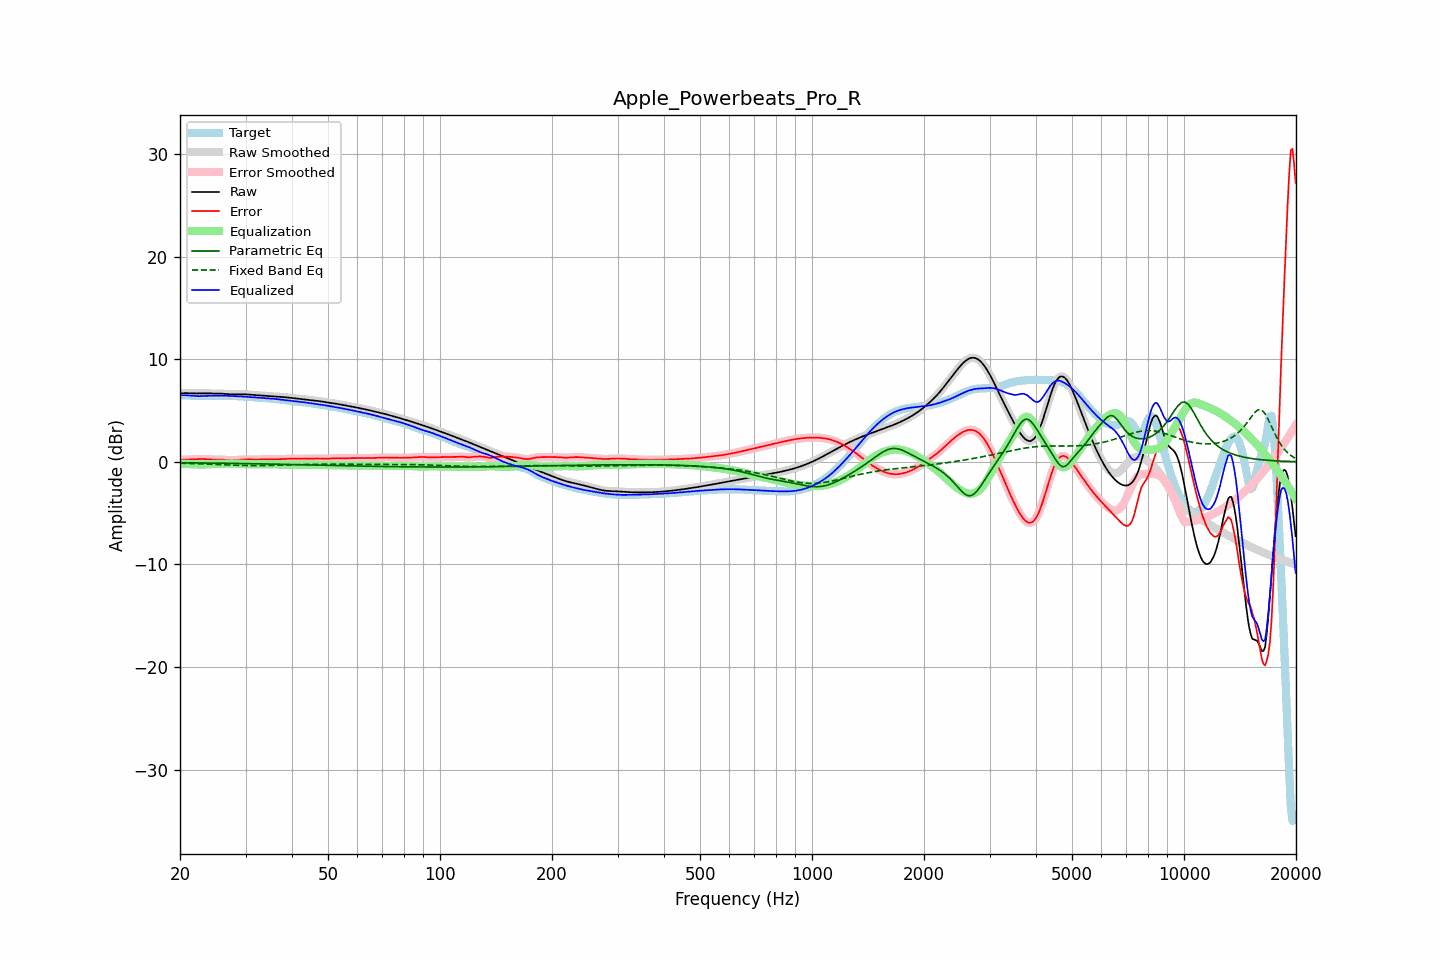 Apple_Powerbeats_Pro_R
Target
Raw Smoothed
Error Smoothed
Raw
Error
Equalization
Parametric Eq
Fixed Band Eq
Equalized
30
20
10
0
−10
−20
−30
Amplitude (dBr)
20
50
100
200
500
1000
2000
5000
10000
20000
Frequency (Hz)